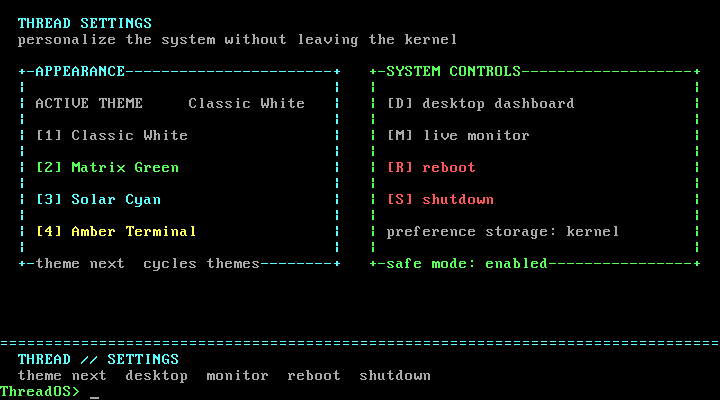 THREAD SETTINGS
personalize the system without leaving the kernel
APPEARANCE
ACTIVE THEME Classic White
[1] Classic White
[2] Matrix Green
[3] Solar Cyan
[4] Amber Terminal
theme next cycles themes
SYSTEM CONTROLS
[D] desktop dashboard
[M] live monitor
[R] reboot
[S] shutdown
preference storage: kernel
safe mode: enabled
THREAD // SETTINGS
theme next desktop monitor reboot shutdown
ThreadOS> _